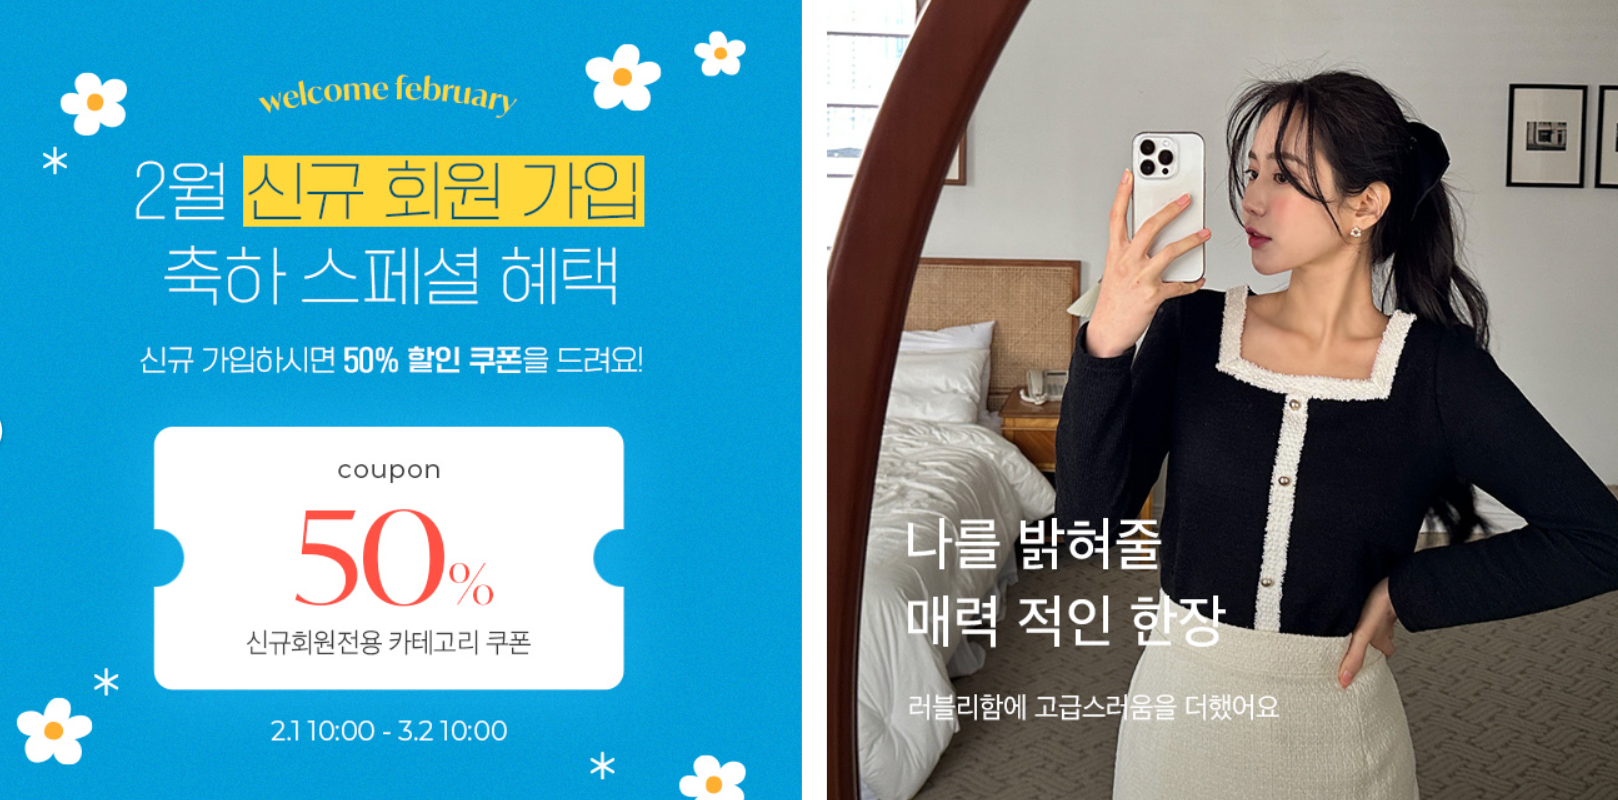 welcome february
2월 신규 회원 가입
축하 스페셜 혜택
신규 가입하시면 50% 할인 쿠폰을 드려요!
coupon
50%
신규회원전용 카테고리 쿠폰
2.1 10:00 - 3.2 10:00
나를 밝혀줄
매력 적인 한장
러블리함에 고급스러움을 더했어요